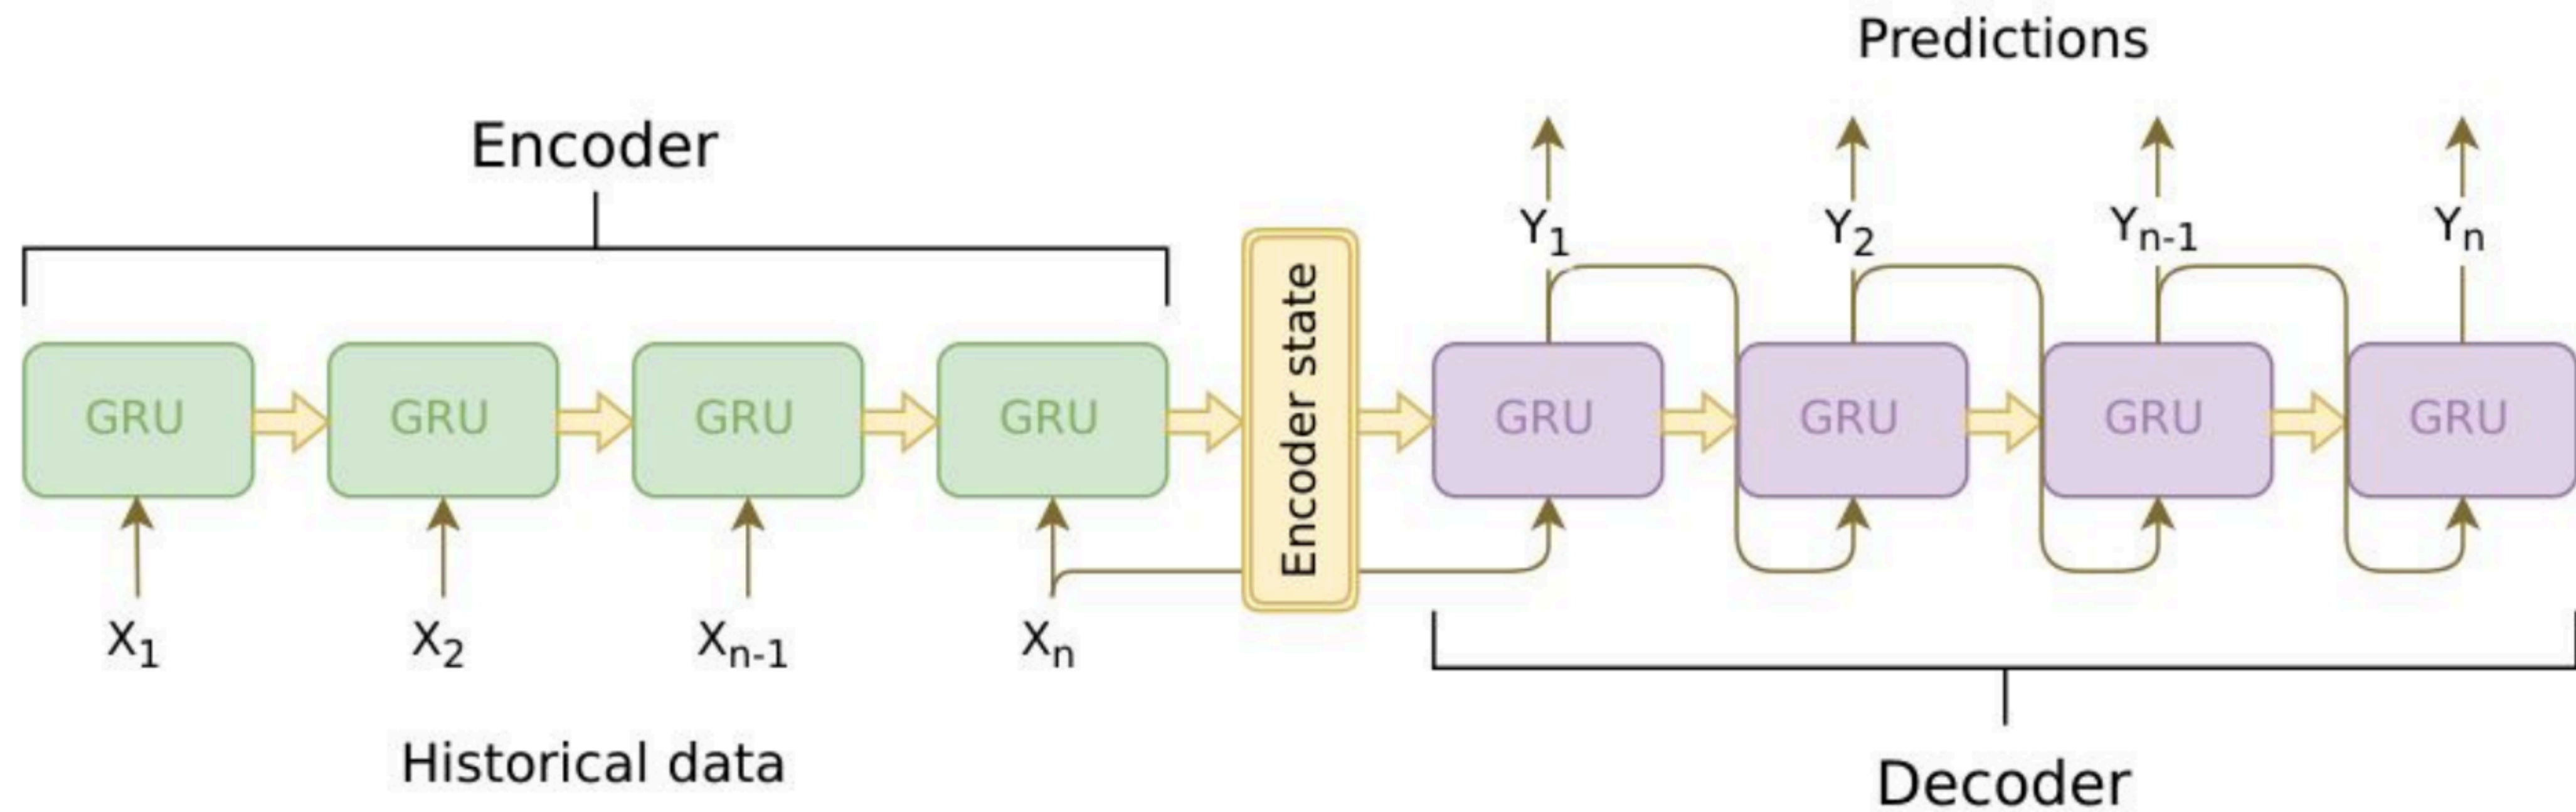 Predictions
Encoder
Y1 Y2 Yn-1 Yn
Encoder state
GRU GRU GRU GRU GRU GRU GRU GRU
X1 X2 Xn-1 Xn
Historical data
Decoder